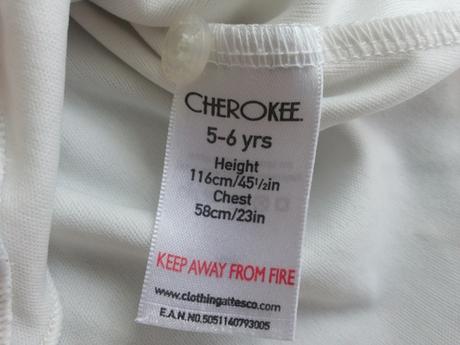 CHEROKEE.
5-6 yrs
Height
116cm/45½in
Chest
58cm/23in
KEEP AWAY FROM FIRE
www.clothingattesco.com
E.A.N.NO.5051140793005